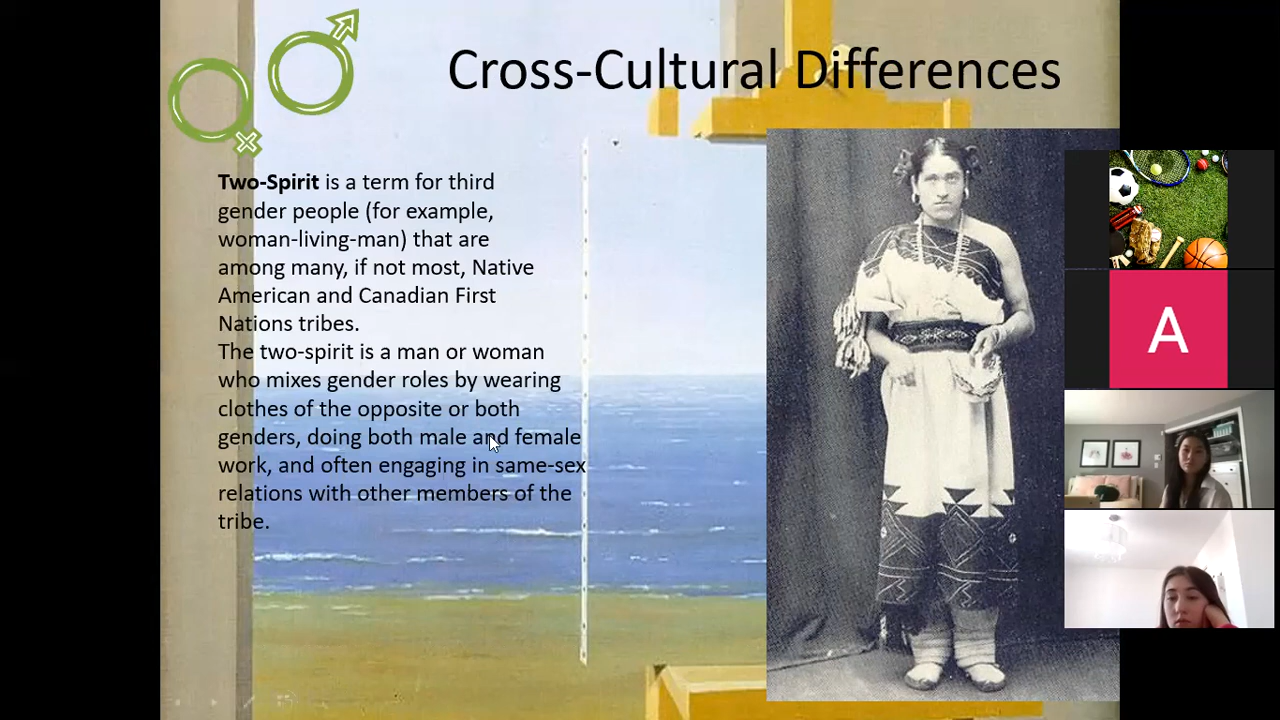 Cross-Cultural Differences
Two-Spirit is a term for third
gender people (for example,
woman-living-man) that are
among many, if not most, Native
American and Canadian First
Nations tribes.
The two-spirit is a man or woman
who mixes gender roles by wearing
clothes of the opposite or both
genders, doing both male and female
work, and often engaging in same-sex
relations with other members of the
tribe.
A